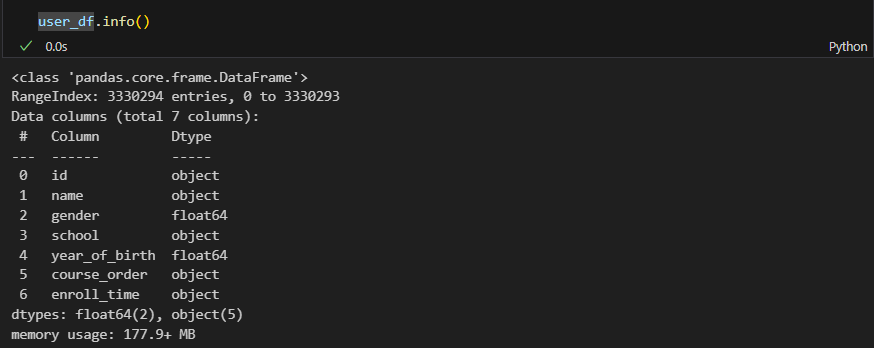 user_df.info()
0.0s
Python
<class 'pandas.core.frame.DataFrame'>
RangeIndex: 3330294 entries, 0 to 3330293
Data columns (total 7 columns):
 #   Column         Dtype
---  ------         -----
 0   id             object
 1   name           object
 2   gender         float64
 3   school         object
 4   year_of_birth  float64
 5   course_order   object
 6   enroll_time    object
dtypes: float64(2), object(5)
memory usage: 177.9+ MB